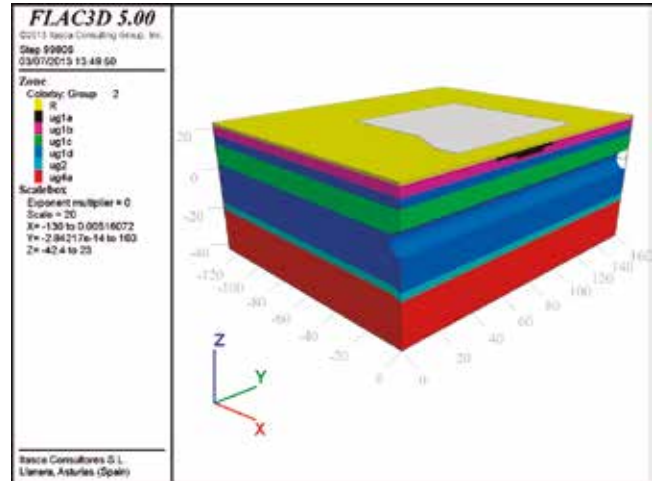 FLAC3D 5.00
©2013 Itasca Consulting Group, Inc.
Step 99806
03/07/2013 13:49:50
Zone
Colorby: Group 2
R
ug1a
ug1b
ug1c
ug1d
ug2
ug4a
Scalebox
Exponent multiplier = 0
Scale = 20
X= -130 to 0.00516072
Y= -2.84217e-14 to 163
Z= -42.4 to 23
20
0
-20
-40
-120
-100
-80
-60
-40
-20
0
0
20
40
60
80
100
120
140
160
Z
Y
X
Itasca Consultores S.L.
Llanera, Asturias (Spain)